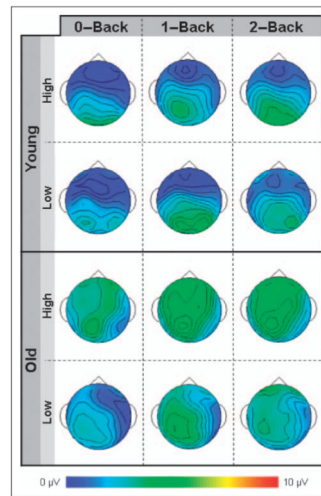 0–Back 1–Back 2–Back
Young
High
Low
Old
High
Low
0 µV 10 µV